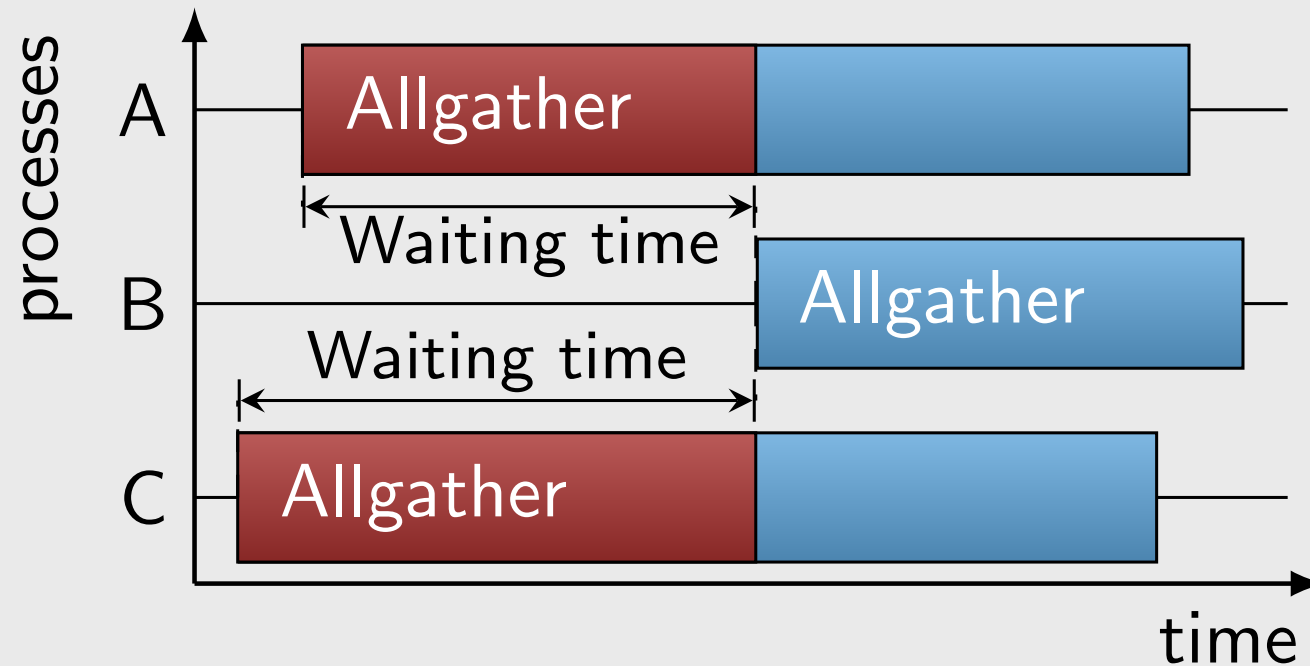 processes
A
Allgather
Waiting time
B
Allgather
Waiting time
C
Allgather
time